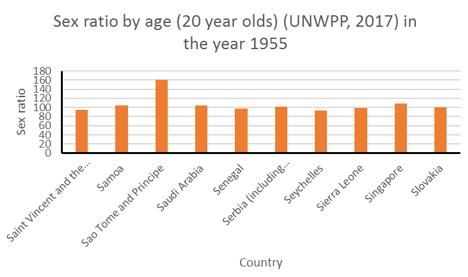 Sex ratio by age (20 year olds) (UNWPP, 2017) in
the year 1955
180
160
140
120
100
80
60
40
20
0
Sex ratio
Saint Vincent and the...
Samoa
Sao Tome and Principe
Saudi Arabia
Senegal
Serbia (including...
Seychelles
Sierra Leone
Singapore
Slovakia
Country